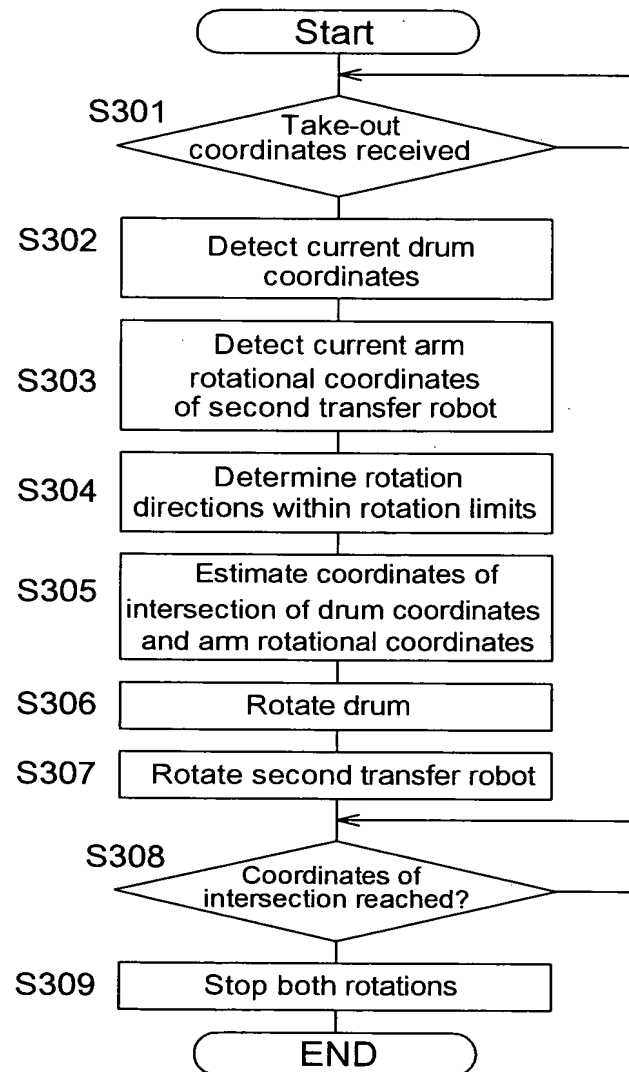 Start
S301
Take-out
coordinates received
S302
Detect current drum
coordinates
S303
Detect current arm
rotational coordinates
of second transfer robot
S304
Determine rotation
directions within rotation limits
S305
Estimate coordinates of
intersection of drum coordinates
and arm rotational coordinates
S306
Rotate drum
S307
Rotate second transfer robot
S308
Coordinates of
intersection reached?
S309
Stop both rotations
END